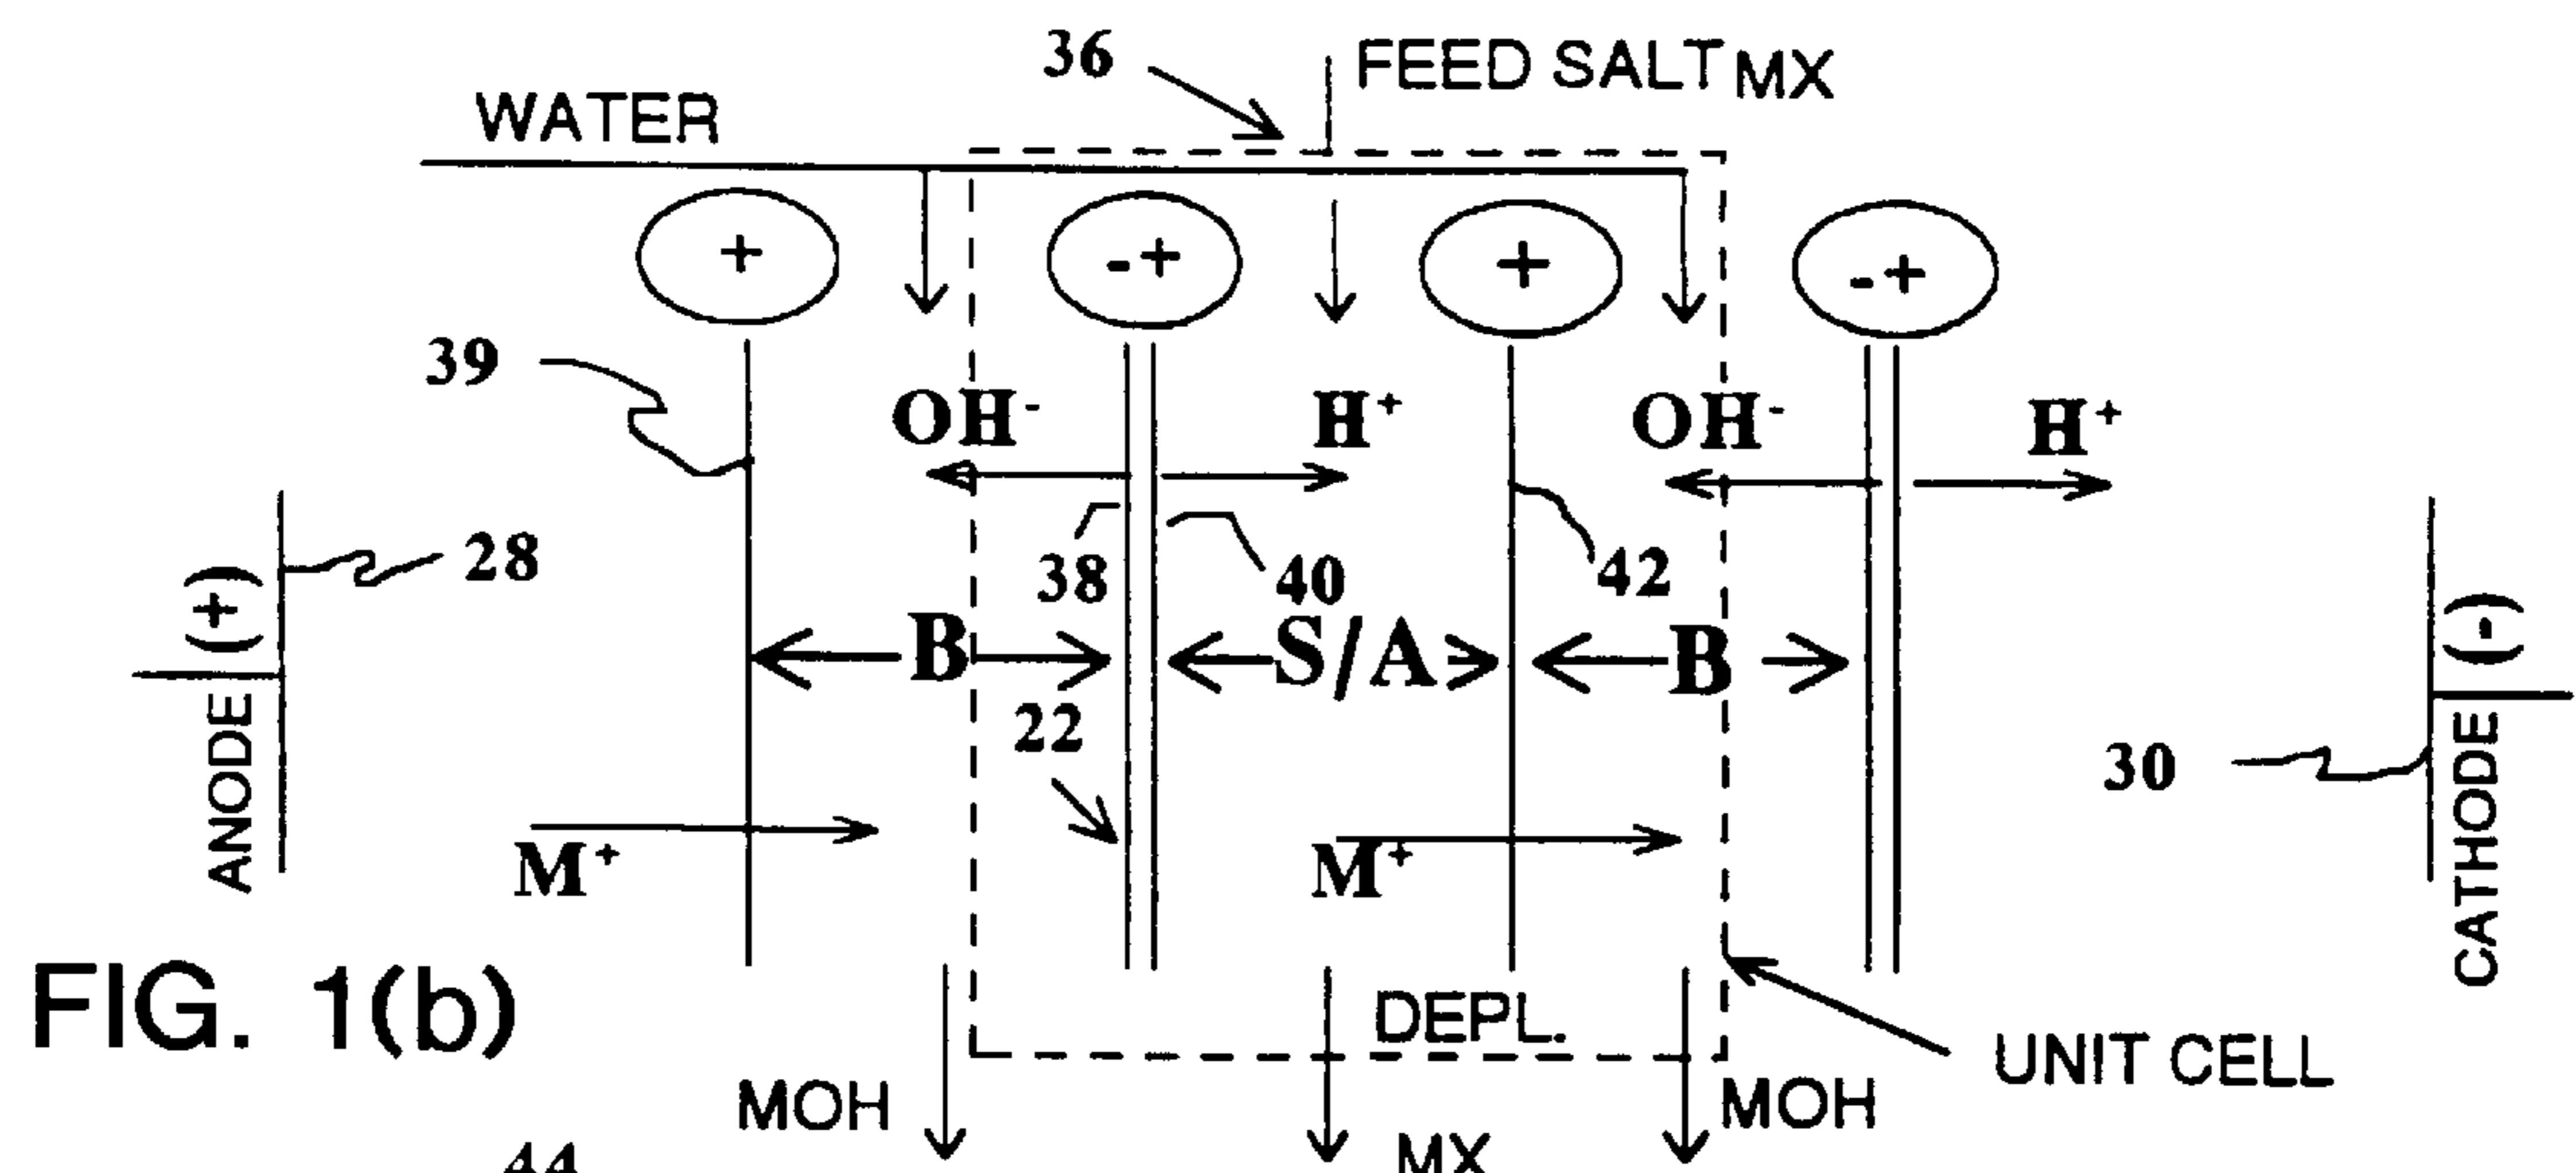 36
FEED SALT MX
WATER
+
-+
+
-+
39
OH-
H+
OH-
H+
28
38
40
42
(+)
ANODE
B
S/A
B
(-)
CATHODE
22
30
M+
M+
FIG. 1(b)
DEPL.
UNIT CELL
MOH
MOH
MX
44